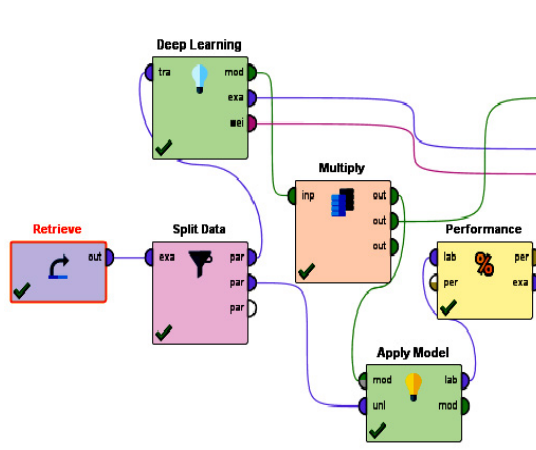 Deep Learning
tra
mod
exa
wei
Multiply
inp
out
out
out
Retrieve
out
Split Data
exa
par
par
par
Performance
lab
per
%
per
exa
Apply Model
mod
lab
unl
mod